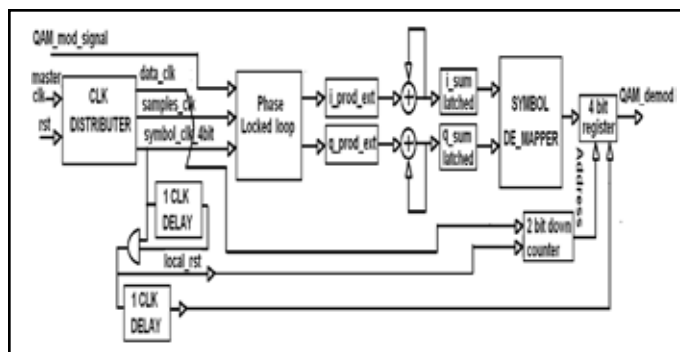 QAM_mod_signal
master
clk
rst
CLK
DISTRIBUTER
data_clk
samples_clk
symbol_clk_4bit
Phase
Locked loop
i_prod_ext
q_prod_ext
i_sum
latched
q_sum
latched
SYMBOL
DE_MAPPER
4 bit
register
QAM_demod
Address
1 CLK
DELAY
local_rst
2 bit down
counter
1 CLK
DELAY